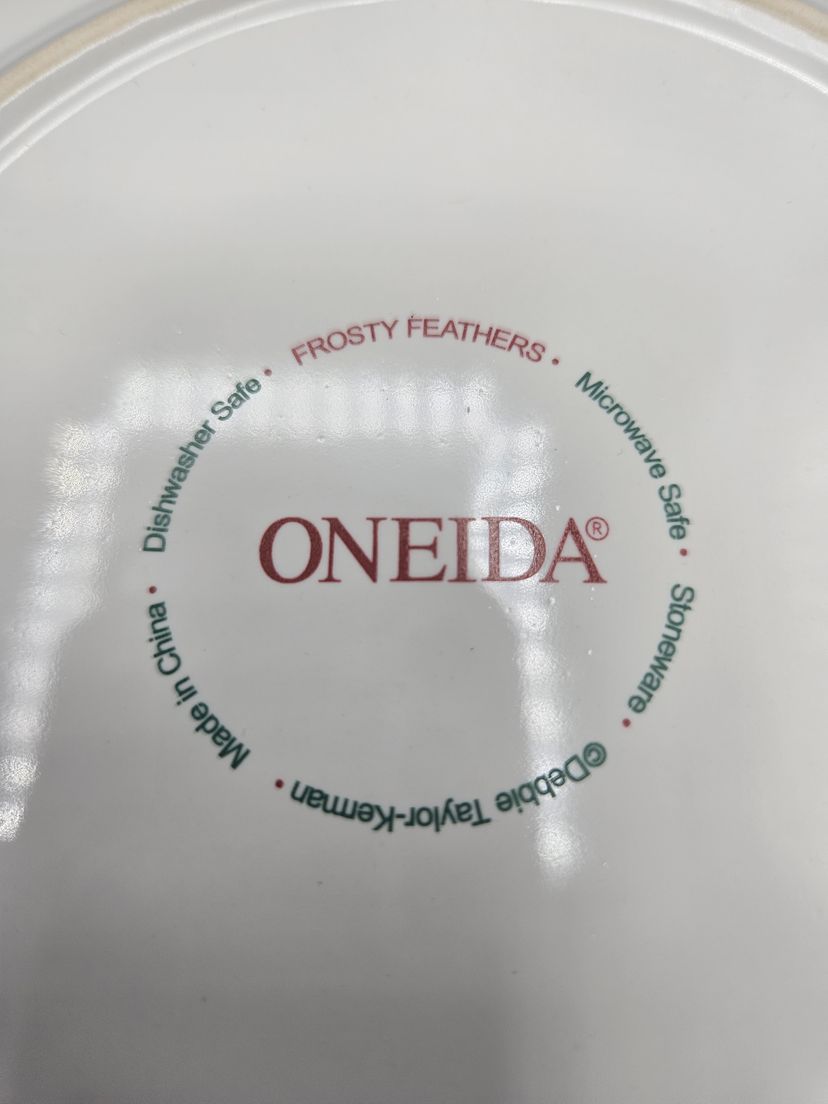 FROSTY FEATHERS •
Microwave Safe •
Stoneware •
©Debbie Taylor-Kerman •
Made in China •
Dishwasher Safe •
ONEIDA®